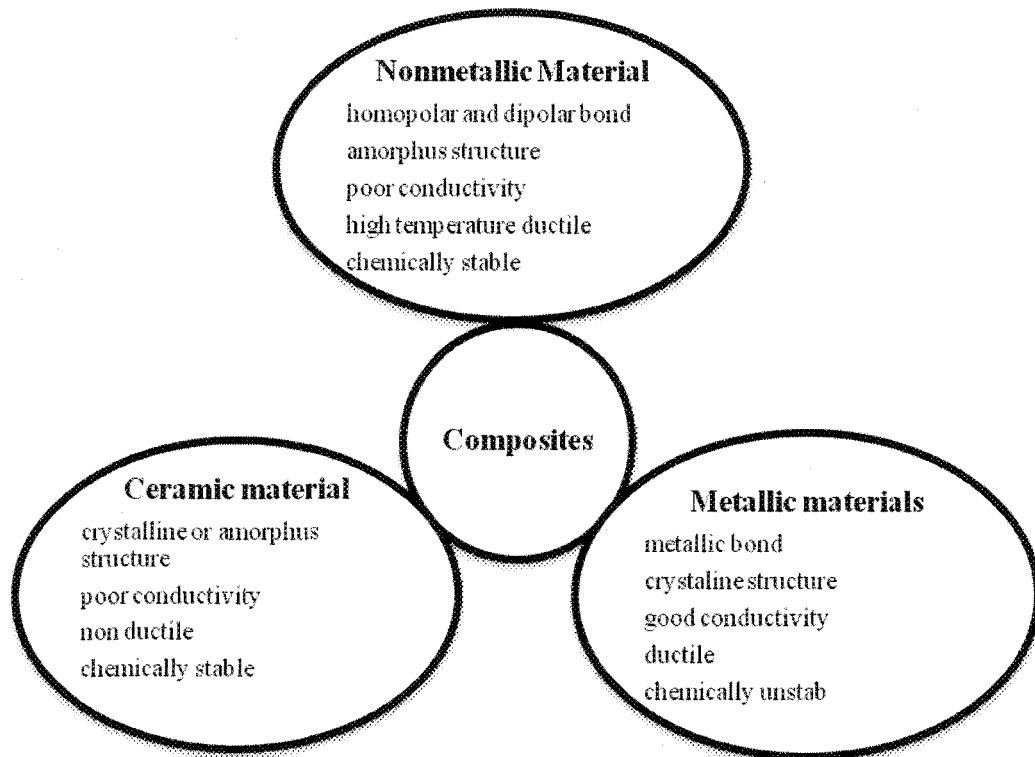 Nonmetallic Material
homopolar and dipolar bond
amorphus structure
poor conductivity
high temperature ductile
chemically stable
Composites
Ceramic material
crystalline or amorphus
structure
poor conductivity
non ductile
chemically stable
Metallic materials
metallic bond
crystaline structure
good conductivity
ductile
chemically unstab